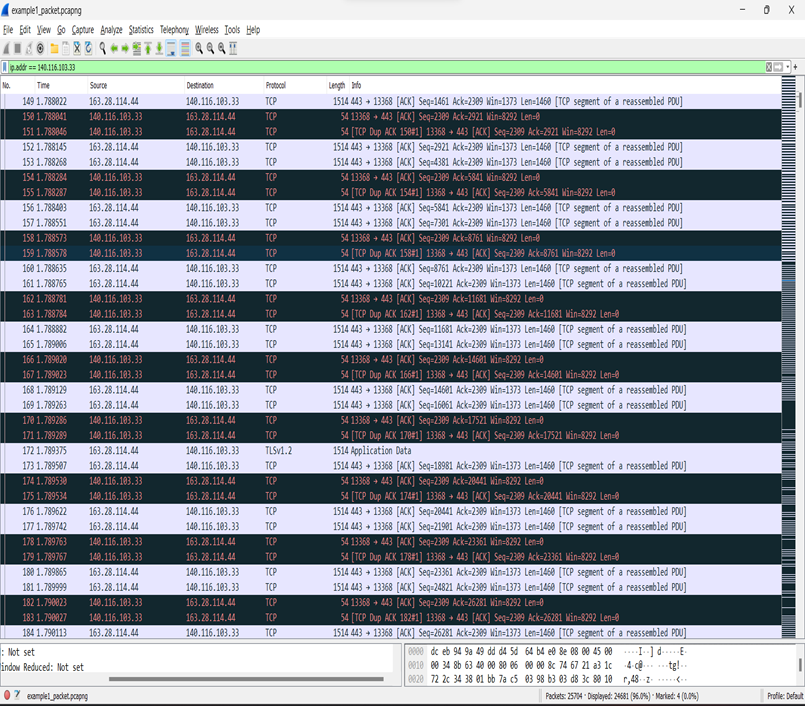 example1_packet.pcapng
File Edit View Go Capture Analyze Statistics Telephony Wireless Tools Help
ip.addr == 140.116.103.33
No. Time Source Destination Protocol Length Info
149 1.788022 163.28.114.44 140.116.103.33 TCP 1514 443 → 13368 [ACK] Seq=1461 Ack=2309 Win=1373 Len=1460 [TCP segment of a reassembled PDU]
150 1.788041 140.116.103.33 163.28.114.44 TCP 54 13368 → 443 [ACK] Seq=2309 Ack=2921 Win=8292 Len=0
151 1.788046 140.116.103.33 163.28.114.44 TCP 54 [TCP Dup ACK 150#1] 13368 → 443 [ACK] Seq=2309 Ack=2921 Win=8292 Len=0
152 1.788145 163.28.114.44 140.116.103.33 TCP 1514 443 → 13368 [ACK] Seq=2921 Ack=2309 Win=1373 Len=1460 [TCP segment of a reassembled PDU]
153 1.788268 163.28.114.44 140.116.103.33 TCP 1514 443 → 13368 [ACK] Seq=4381 Ack=2309 Win=1373 Len=1460 [TCP segment of a reassembled PDU]
154 1.788284 140.116.103.33 163.28.114.44 TCP 54 13368 → 443 [ACK] Seq=2309 Ack=5841 Win=8292 Len=0
155 1.788287 140.116.103.33 163.28.114.44 TCP 54 [TCP Dup ACK 154#1] 13368 → 443 [ACK] Seq=2309 Ack=5841 Win=8292 Len=0
156 1.788403 163.28.114.44 140.116.103.33 TCP 1514 443 → 13368 [ACK] Seq=5841 Ack=2309 Win=1373 Len=1460 [TCP segment of a reassembled PDU]
157 1.788551 163.28.114.44 140.116.103.33 TCP 1514 443 → 13368 [ACK] Seq=7301 Ack=2309 Win=1373 Len=1460 [TCP segment of a reassembled PDU]
158 1.788573 140.116.103.33 163.28.114.44 TCP 54 13368 → 443 [ACK] Seq=2309 Ack=8761 Win=8292 Len=0
159 1.788578 140.116.103.33 163.28.114.44 TCP 54 [TCP Dup ACK 158#1] 13368 → 443 [ACK] Seq=2309 Ack=8761 Win=8292 Len=0
160 1.788635 163.28.114.44 140.116.103.33 TCP 1514 443 → 13368 [ACK] Seq=8761 Ack=2309 Win=1373 Len=1460 [TCP segment of a reassembled PDU]
161 1.788765 163.28.114.44 140.116.103.33 TCP 1514 443 → 13368 [ACK] Seq=10221 Ack=2309 Win=1373 Len=1460 [TCP segment of a reassembled PDU]
162 1.788781 140.116.103.33 163.28.114.44 TCP 54 13368 → 443 [ACK] Seq=2309 Ack=11681 Win=8292 Len=0
163 1.788784 140.116.103.33 163.28.114.44 TCP 54 [TCP Dup ACK 162#1] 13368 → 443 [ACK] Seq=2309 Ack=11681 Win=8292 Len=0
164 1.788882 163.28.114.44 140.116.103.33 TCP 1514 443 → 13368 [ACK] Seq=11681 Ack=2309 Win=1373 Len=1460 [TCP segment of a reassembled PDU]
165 1.789006 163.28.114.44 140.116.103.33 TCP 1514 443 → 13368 [ACK] Seq=13141 Ack=2309 Win=1373 Len=1460 [TCP segment of a reassembled PDU]
166 1.789020 140.116.103.33 163.28.114.44 TCP 54 13368 → 443 [ACK] Seq=2309 Ack=14601 Win=8292 Len=0
167 1.789023 140.116.103.33 163.28.114.44 TCP 54 [TCP Dup ACK 166#1] 13368 → 443 [ACK] Seq=2309 Ack=14601 Win=8292 Len=0
168 1.789129 163.28.114.44 140.116.103.33 TCP 1514 443 → 13368 [ACK] Seq=14601 Ack=2309 Win=1373 Len=1460 [TCP segment of a reassembled PDU]
169 1.789263 163.28.114.44 140.116.103.33 TCP 1514 443 → 13368 [ACK] Seq=16061 Ack=2309 Win=1373 Len=1460 [TCP segment of a reassembled PDU]
170 1.789286 140.116.103.33 163.28.114.44 TCP 54 13368 → 443 [ACK] Seq=2309 Ack=17521 Win=8292 Len=0
171 1.789289 140.116.103.33 163.28.114.44 TCP 54 [TCP Dup ACK 170#1] 13368 → 443 [ACK] Seq=2309 Ack=17521 Win=8292 Len=0
172 1.789375 163.28.114.44 140.116.103.33 TLSv1.2 1514 Application Data
173 1.789507 163.28.114.44 140.116.103.33 TCP 1514 443 → 13368 [ACK] Seq=18981 Ack=2309 Win=1373 Len=1460 [TCP segment of a reassembled PDU]
174 1.789530 140.116.103.33 163.28.114.44 TCP 54 13368 → 443 [ACK] Seq=2309 Ack=20441 Win=8292 Len=0
175 1.789534 140.116.103.33 163.28.114.44 TCP 54 [TCP Dup ACK 174#1] 13368 → 443 [ACK] Seq=2309 Ack=20441 Win=8292 Len=0
176 1.789622 163.28.114.44 140.116.103.33 TCP 1514 443 → 13368 [ACK] Seq=20441 Ack=2309 Win=1373 Len=1460 [TCP segment of a reassembled PDU]
177 1.789742 163.28.114.44 140.116.103.33 TCP 1514 443 → 13368 [ACK] Seq=21901 Ack=2309 Win=1373 Len=1460 [TCP segment of a reassembled PDU]
178 1.789763 140.116.103.33 163.28.114.44 TCP 54 13368 → 443 [ACK] Seq=2309 Ack=23361 Win=8292 Len=0
179 1.789767 140.116.103.33 163.28.114.44 TCP 54 [TCP Dup ACK 178#1] 13368 → 443 [ACK] Seq=2309 Ack=23361 Win=8292 Len=0
180 1.789865 163.28.114.44 140.116.103.33 TCP 1514 443 → 13368 [ACK] Seq=23361 Ack=2309 Win=1373 Len=1460 [TCP segment of a reassembled PDU]
181 1.789999 163.28.114.44 140.116.103.33 TCP 1514 443 → 13368 [ACK] Seq=24821 Ack=2309 Win=1373 Len=1460 [TCP segment of a reassembled PDU]
182 1.790023 140.116.103.33 163.28.114.44 TCP 54 13368 → 443 [ACK] Seq=2309 Ack=26281 Win=8292 Len=0
183 1.790027 140.116.103.33 163.28.114.44 TCP 54 [TCP Dup ACK 182#1] 13368 → 443 [ACK] Seq=2309 Ack=26281 Win=8292 Len=0
184 1.790113 163.28.114.44 140.116.103.33 TCP 1514 443 → 13368 [ACK] Seq=26281 Ack=2309 Win=1373 Len=1460 [TCP segment of a reassembled PDU]
: Not set
indow Reduced: Not set
0000 dc eb 94 9a 49 dd d4 5d 64 b4 e0 8e 08 00 45 00 ····I··] d·····E·
0010 00 34 8b 63 40 00 80 06 00 00 8c 74 67 21 a3 1c ·4·c@··· ···tg!··
0020 72 2c 34 38 01 bb 7a c5 03 98 b3 03 d8 3c 80 10 r,48··z· ·····<··
example1_packet.pcapng
Packets: 25704 · Displayed: 24681 (96.0%) · Marked: 4 (0.0%)
Profile: Default